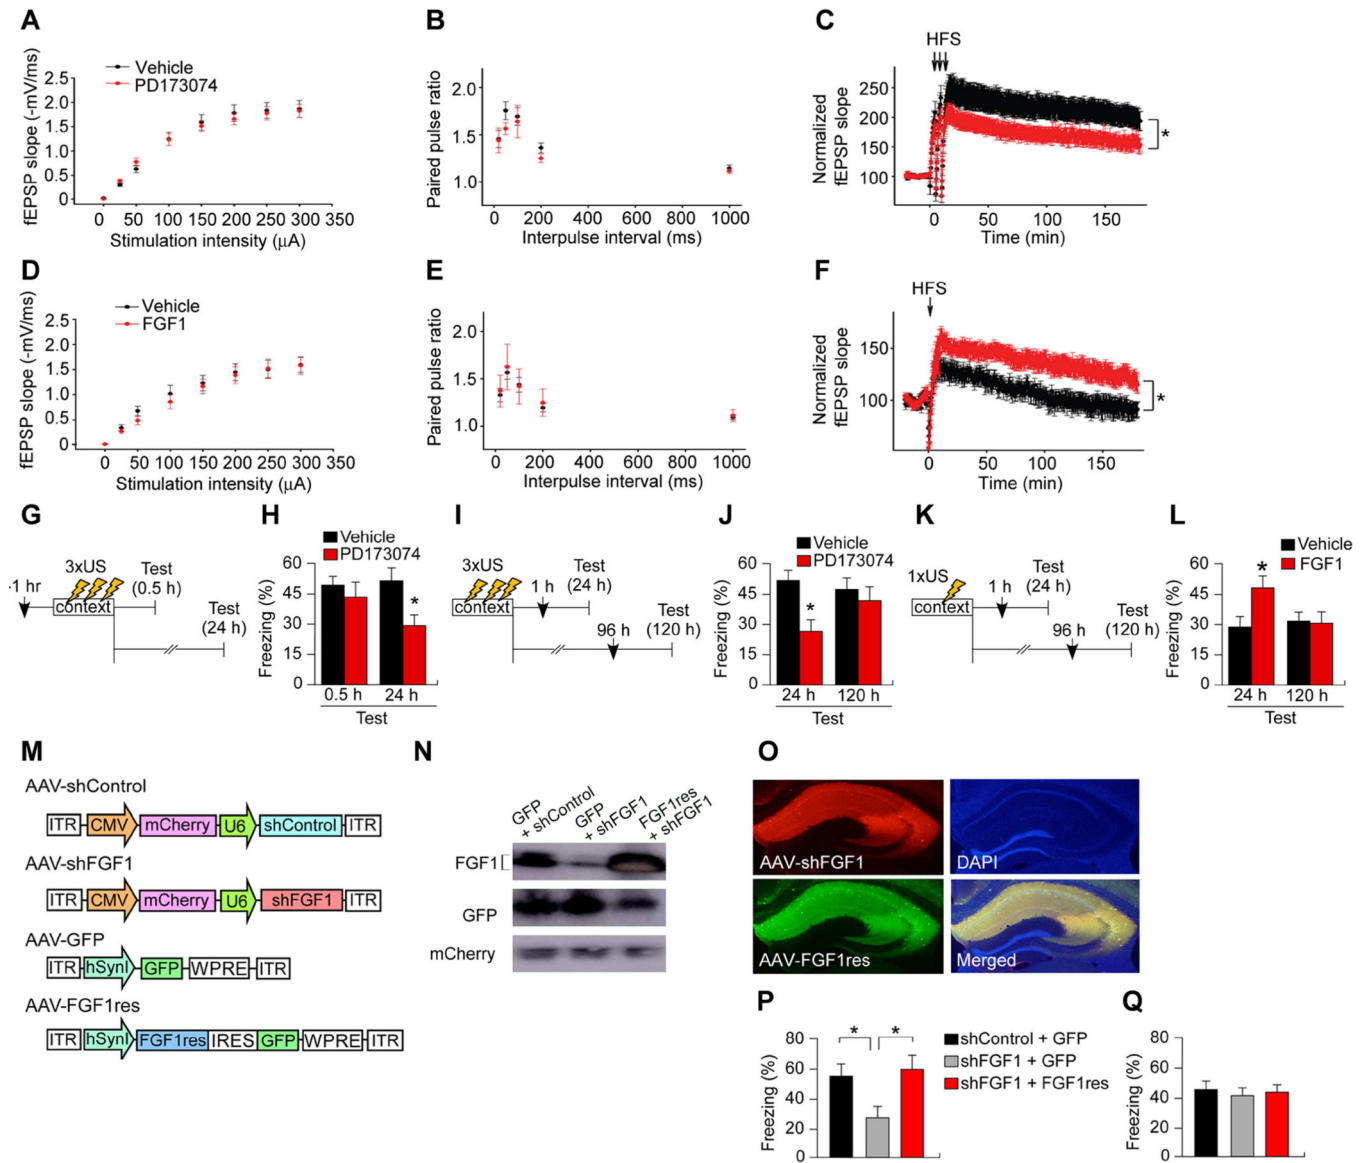 A
Vehicle
PD173074
fEPSP slope (-mV/ms)
2.5
2.0
1.5
1.0
0.5
0
0 50 100 150 200 250 300 350
Stimulation intensity (μA)
B
Paired pulse ratio
2.0
1.5
1.0
0 200 400 600 800 1000
Interpulse interval (ms)
C
HFS
Normalized
fEPSP slope
250
200
150
100
*
0 50 100 150
Time (min)
D
Vehicle
FGF1
fEPSP slope (-mV/ms)
2.5
2.0
1.5
1.0
0.5
0
0 50 100 150 200 250 300 350
Stimulation intensity (μA)
E
Paired pulse ratio
2.0
1.5
1.0
0 200 400 600 800 1000
Interpulse interval (ms)
F
HFS
Normalized
fEPSP slope
150
100
*
0 50 100 150
Time (min)
G
-1 hr
3xUS
context
Test
(0.5 h)
Test
(24 h)
H
Vehicle
PD173074
Freezing (%)
60
45
30
15
0
*
0.5 h 24 h
Test
I
3xUS
context
1 h
Test
(24 h)
96 h
Test
(120 h)
J
Vehicle
PD173074
Freezing (%)
60
45
30
15
0
*
24 h 120 h
Test
K
1xUS
context
1 h
Test
(24 h)
96 h
Test
(120 h)
L
Vehicle
FGF1
Freezing (%)
60
45
30
15
0
*
24 h 120 h
Test
M
AAV-shControl
ITR CMV mCherry U6 shControl ITR
AAV-shFGF1
ITR CMV mCherry U6 shFGF1 ITR
AAV-GFP
ITR hSynI GFP WPRE ITR
AAV-FGF1res
ITR hSynI FGF1res IRES GFP WPRE ITR
N
GFP
+ shControl
GFP
+ shFGF1
FGF1res
+ shFGF1
FGF1
GFP
mCherry
O
AAV-shFGF1
DAPI
AAV-FGF1res
Merged
P
Freezing (%)
80
60
40
20
0
* *
shControl + GFP
shFGF1 + GFP
shFGF1 + FGF1res
Q
Freezing (%)
80
60
40
20
0